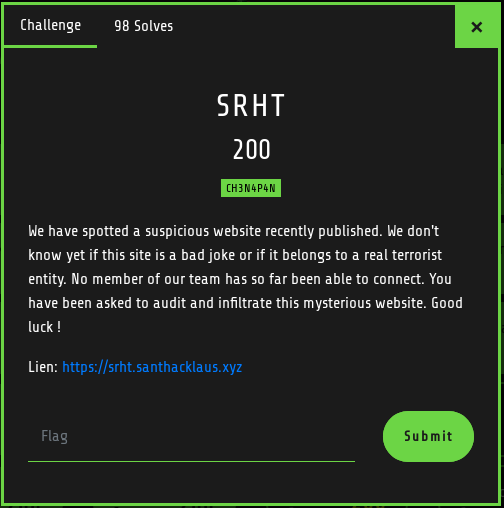 Challenge
98 Solves
×
SRHT
200
CH3N4P4N
We have spotted a suspicious website recently published. We don't
know yet if this site is a bad joke or if it belongs to a real terrorist
entity. No member of our team has so far been able to connect. You
have been asked to audit and infiltrate this mysterious website. Good
luck !
Lien: https://srht.santhacklaus.xyz
Flag
Submit